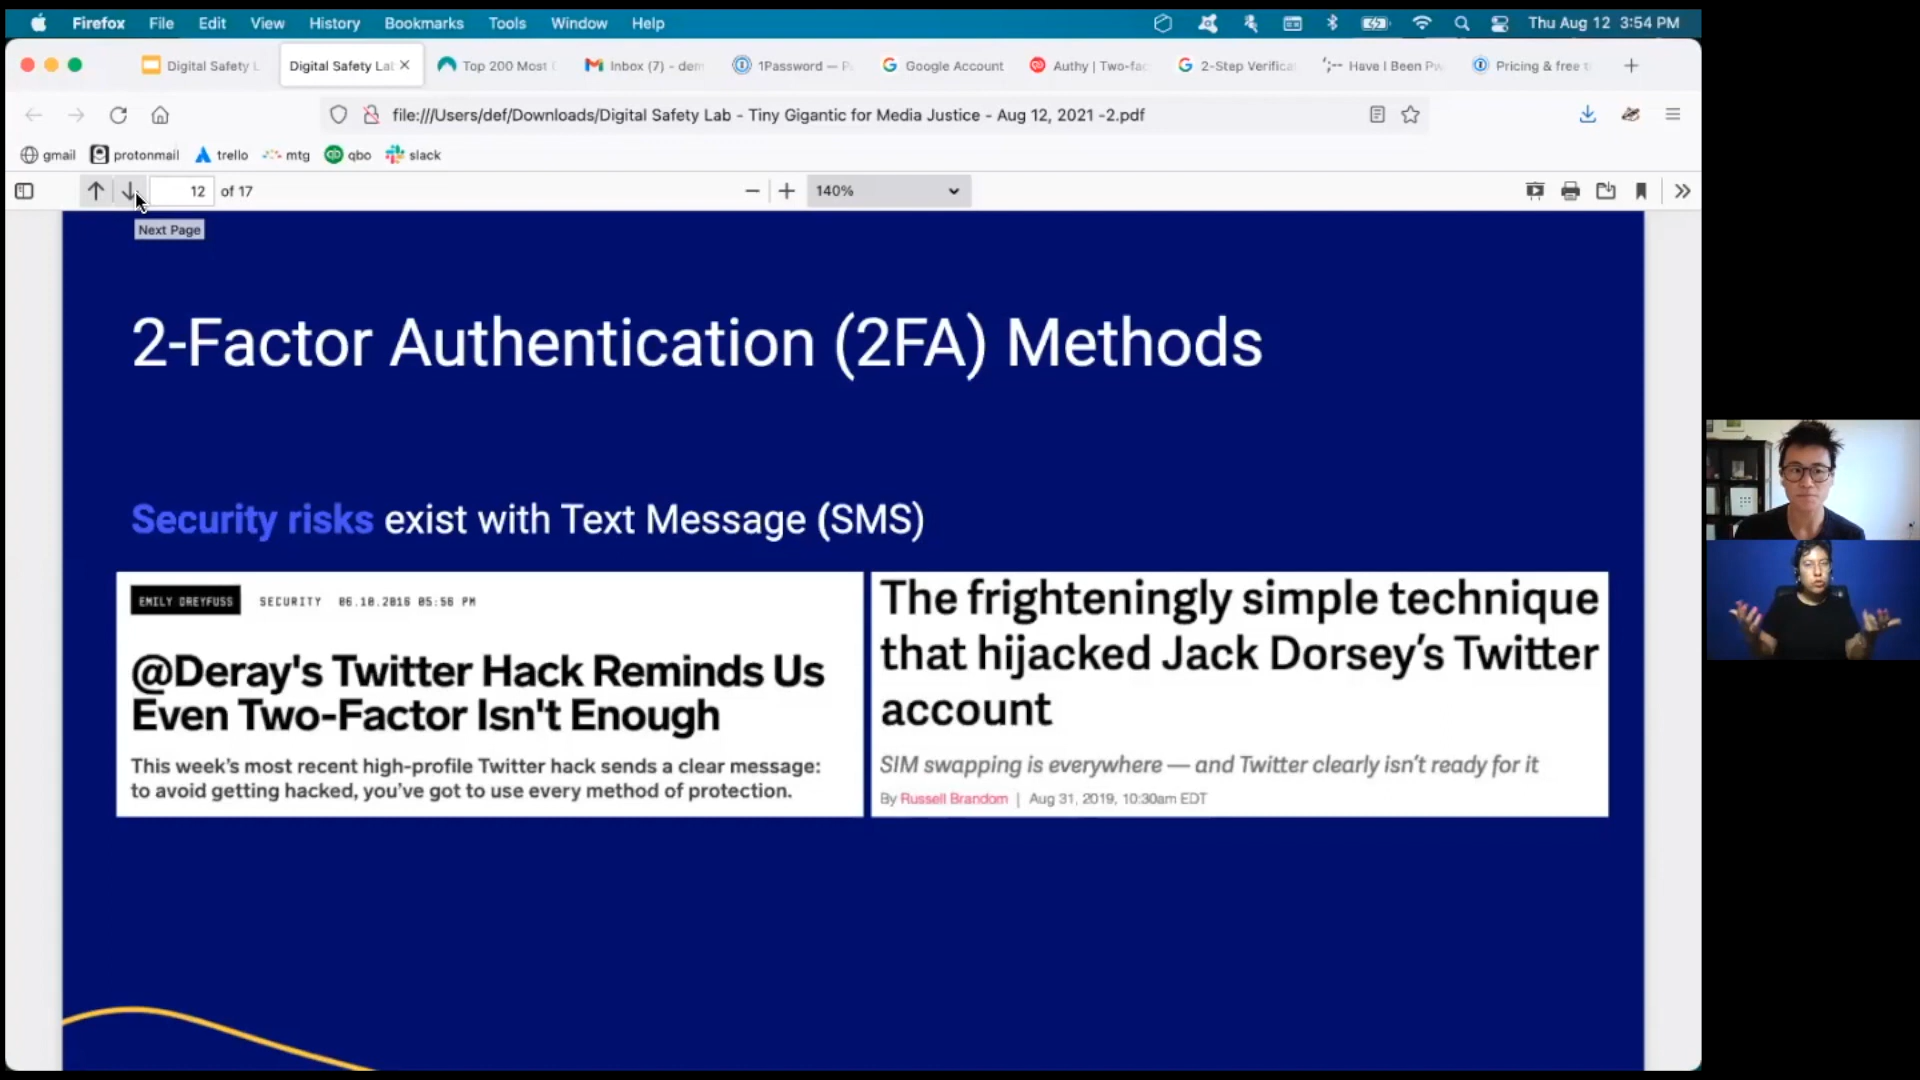 Firefox File Edit View History Bookmarks Tools Window Help Thu Aug 12 3:54 PM
Digital Safety L Digital Safety La Top 200 Most Inbox (7) - dem 1Password — P Google Account Authy | Two-fac 2-Step Verifica Have I Been Pw Pricing & free t
file:///Users/def/Downloads/Digital Safety Lab - Tiny Gigantic for Media Justice - Aug 12, 2021 -2.pdf
gmail protonmail trello mtg qbo slack
12 of 17 140%
Next Page
2-Factor Authentication (2FA) Methods
Security risks exist with Text Message (SMS)
EMILY DREYFUSS SECURITY 06.10.2016 05:56 PM
@Deray's Twitter Hack Reminds Us
Even Two-Factor Isn't Enough
This week's most recent high-profile Twitter hack sends a clear message:
to avoid getting hacked, you've got to use every method of protection.
The frighteningly simple technique
that hijacked Jack Dorsey's Twitter
account
SIM swapping is everywhere — and Twitter clearly isn't ready for it
By Russell Brandom | Aug 31, 2019, 10:30am EDT